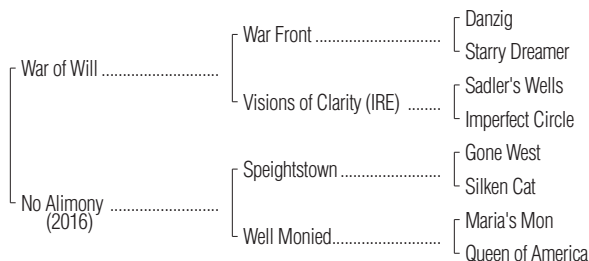 Danzig
War Front
Starry Dreamer
War of Will
Sadler's Wells
Visions of Clarity (IRE)
Imperfect Circle
Gone West
Speightstown
Silken Cat
No Alimony
(2016)
Maria's Mon
Well Monied
Queen of America